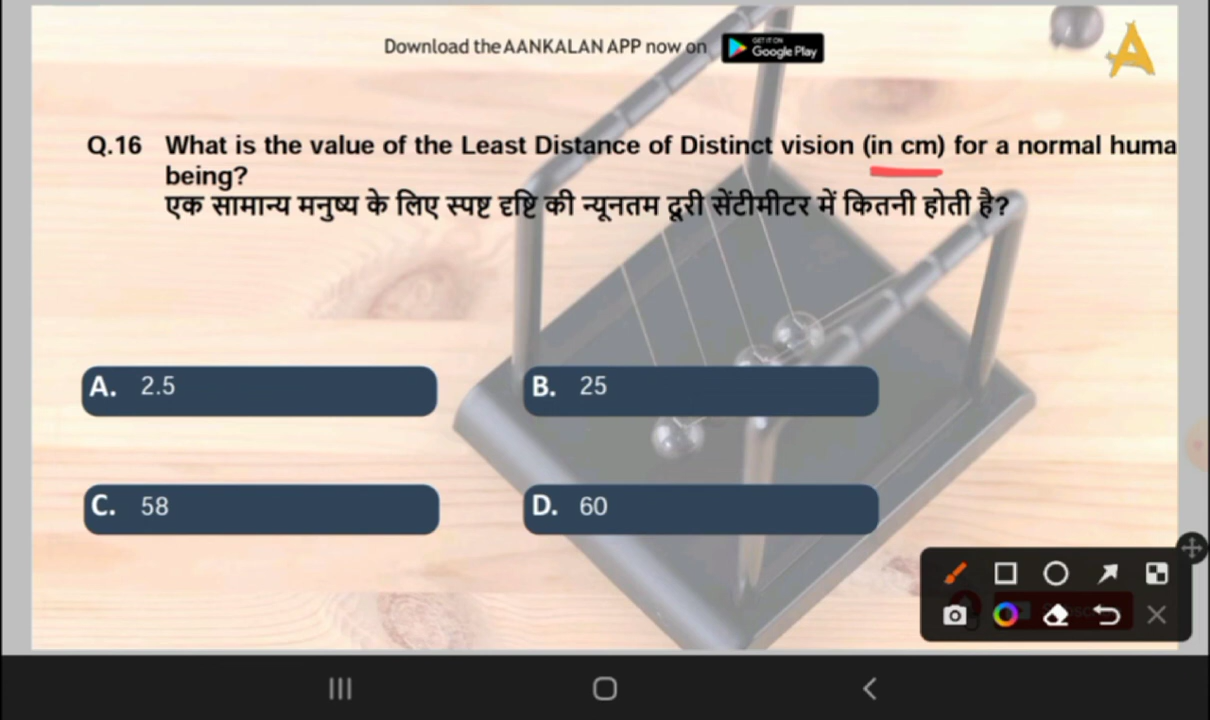 Download the AANKALAN APP now on GET IT ON Google Play
A
Q.16 What is the value of the Least Distance of Distinct vision (in cm) for a normal huma
being?
एक सामान्य मनुष्य के लिए स्पष्ट दृष्टि की न्यूनतम दूरी सेंटीमीटर में कितनी होती है?
A. 2.5
B. 25
C. 58
D. 60